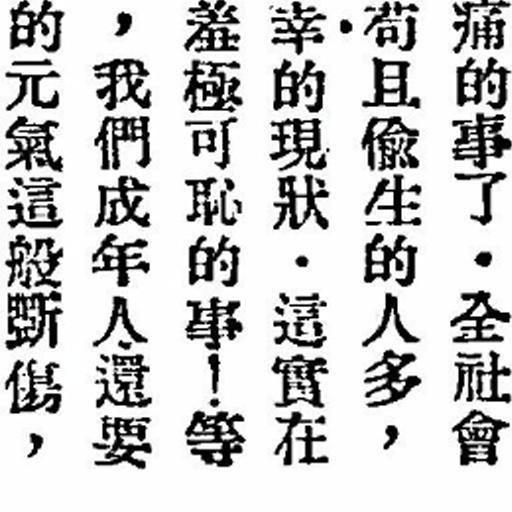 痛的事了．全社會
苟且偷生的人多，
幸．的現狀．這實在
羞極可恥的事！等
，我們成年人還要
的元氣這般斲傷，